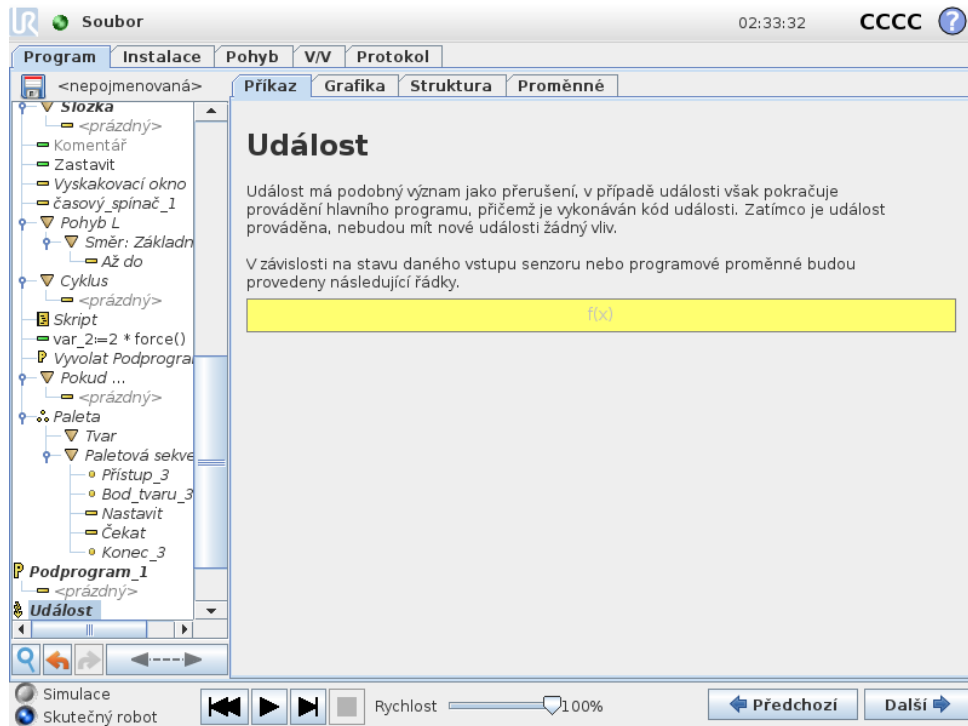 Soubor
02:33:32
CCCC
?
Program Instalace Pohyb V/V Protokol
<nepojmenovaná>
Příkaz Grafika Struktura Proměnné
Složka
<prázdný>
Komentář
Zastavit
Vyskakovací okno
časový_spínač_1
Pohyb L
Směr: Základn
Až do
Cyklus
<prázdný>
Skript
var_2:=2 * force()
Vyvolat Podprogra
Pokud ...
<prázdný>
Paleta
Tvar
Paletová sekve
Přístup_3
Bod_tvaru_3
Nastavit
Čekat
Konec_3
Podprogram_1
<prázdný>
Událost
Událost
Událost má podobný význam jako přerušení, v případě události však pokračuje
provádění hlavního programu, přičemž je vykonáván kód události. Zatímco je událost
prováděna, nebudou mít nové události žádný vliv.
V závislosti na stavu daného vstupu senzoru nebo programové proměnné budou
provedeny následující řádky.
f(x)
Simulace
Skutečný robot
Rychlost 100%
Předchozí
Další